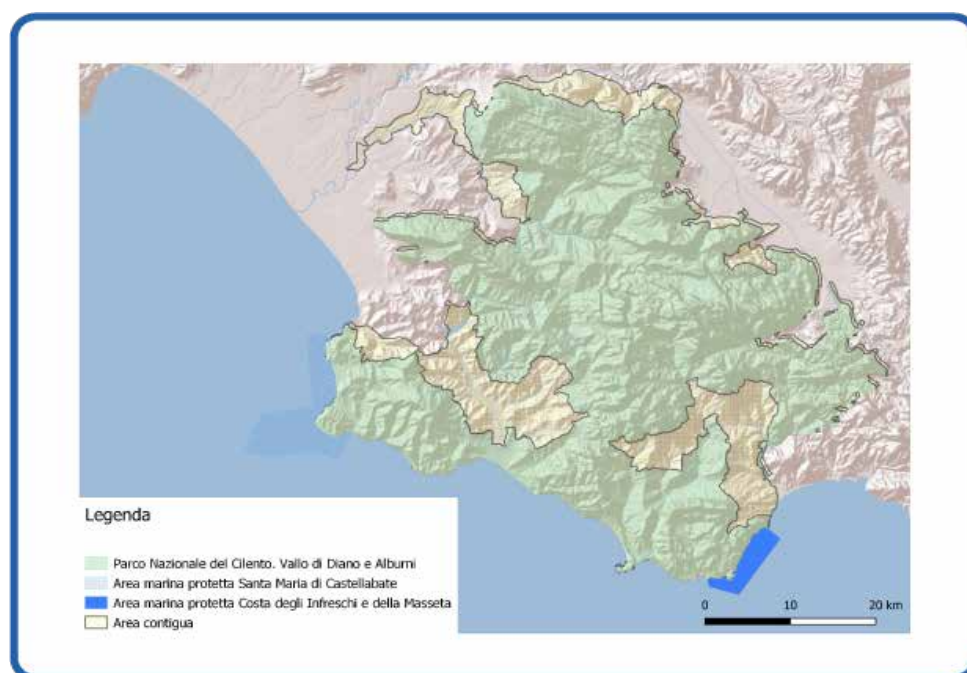 Legenda
Parco Nazionale del Cilento. Vallo di Diano e Alburni
Area marina protetta Santa Maria di Castellabate
Area marina protetta Costa degli Infreschi e della Masseta
Area contigua
0 10 20 km